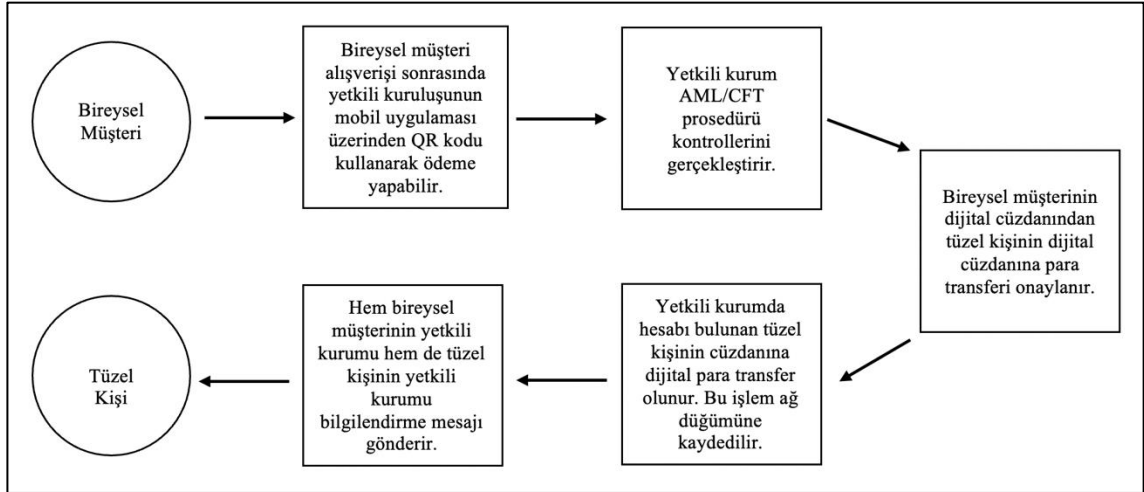 Bireysel
Müşteri
Bireysel müşteri
alışverişi sonrasında
yetkili kuruluşunun
mobil uygulaması
üzerinden QR kodu
kullanarak ödeme
yapabilir.
Yetkili kurum
AML/CFT
prosedürü
kontrollerini
gerçekleştirir.
Bireysel müşterinin
dijital cüzdanından
tüzel kişinin dijital
cüzdanına para
transferi onaylanır.
Yetkili kurumda
hesabı bulunan tüzel
kişinin cüzdanına
dijital para transfer
olunur. Bu işlem ağ
düğümüne
kaydedilir.
Hem bireysel
müşterinin yetkili
kurumu hem de tüzel
kişinin yetkili
kurumu
bilgilendirme mesajı
gönderir.
Tüzel
Kişi